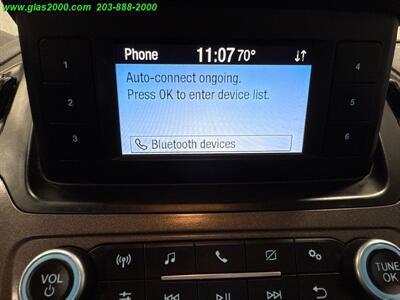 www.glas2000.com 203-888-2000
Phone 11:07 70°
1
Auto-connect ongoing.
4
2
Press OK to enter device list.
5
3
Bluetooth devices
6
VOL
TUNE
OK